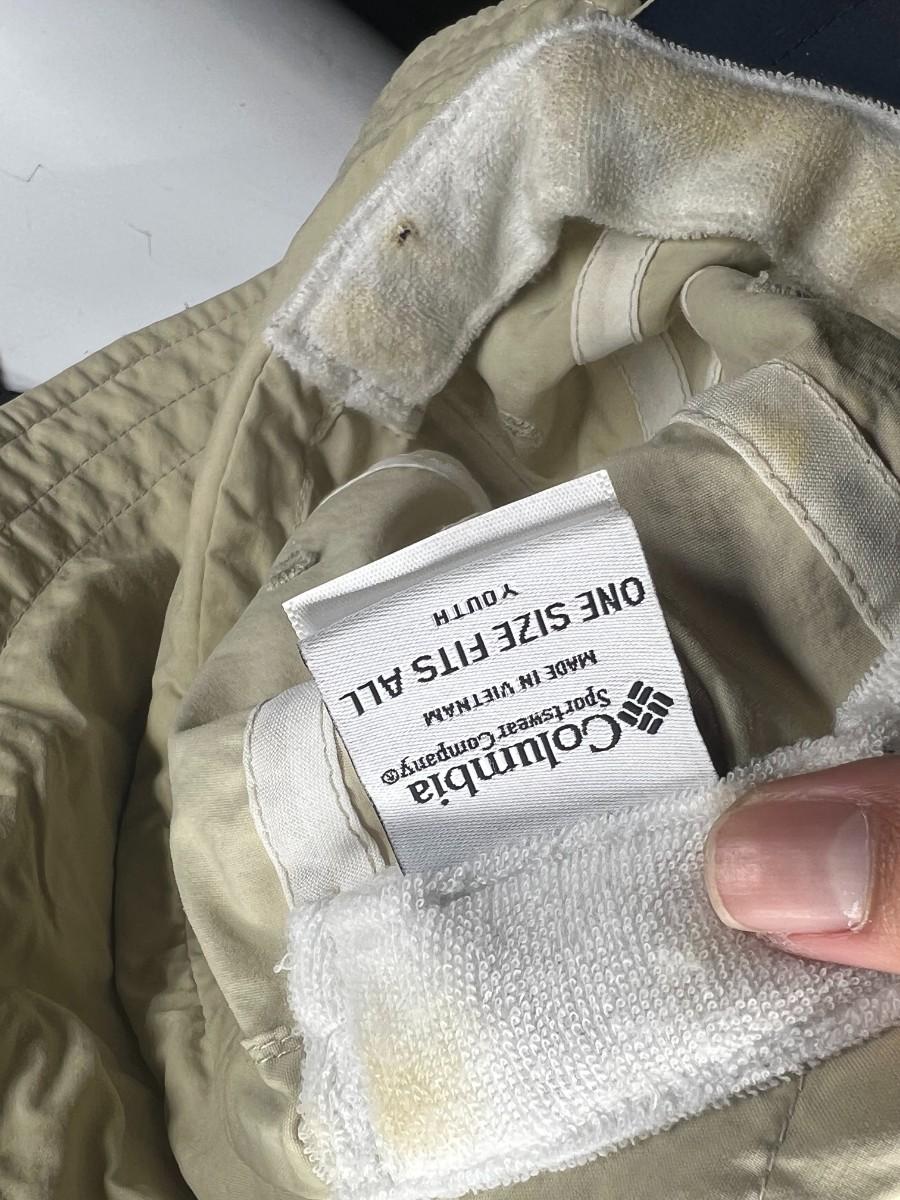 Columbia
Sportswear Company®
MADE IN VIETNAM
ONE SIZE FITS ALL
YOUTH